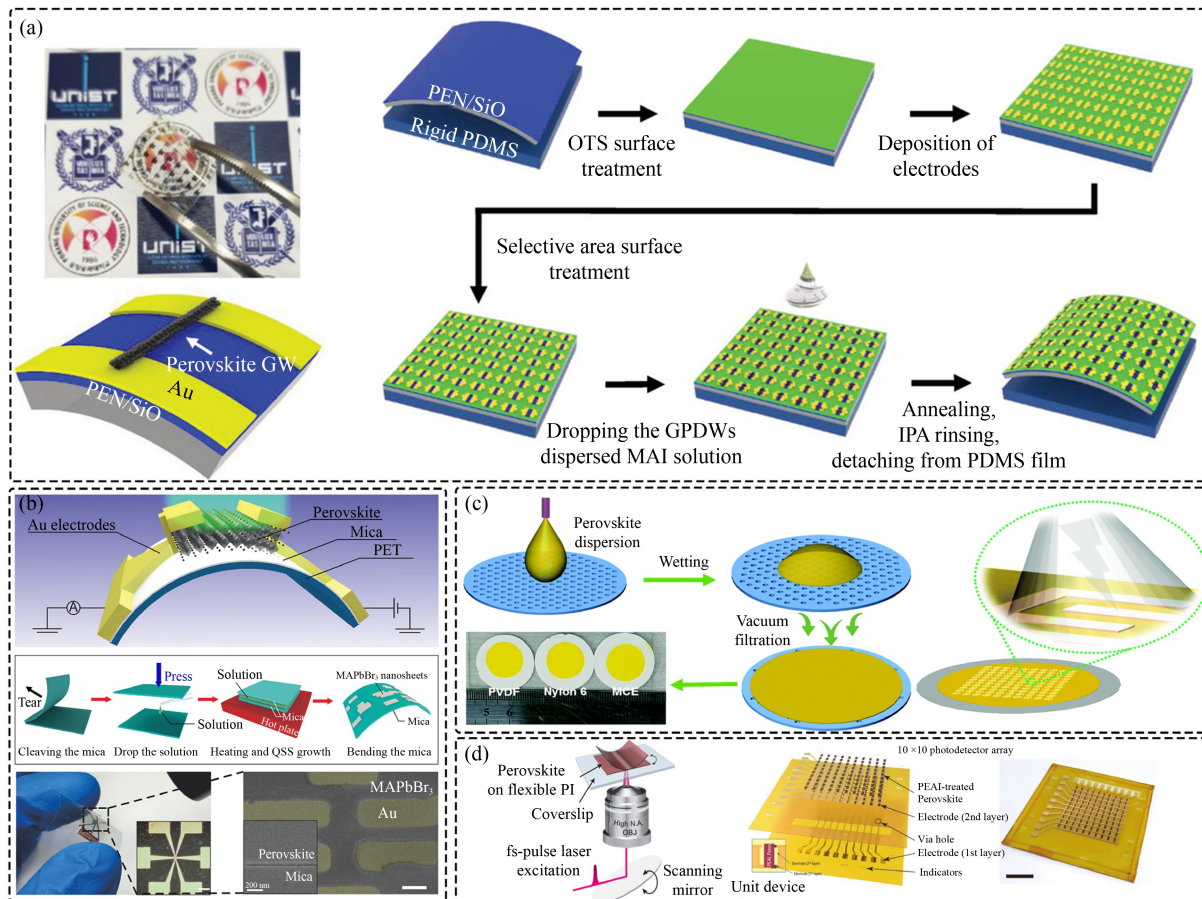 (a)
UNIST
UNIST
UNIST
PEN/SiO
Rigid PDMS
OTS surface
treatment
Deposition of
electrodes
Selective area surface
treatment
Perovskite GW
Au
PEN/SiO
Dropping the GPDWs
dispersed MAI solution
Annealing,
IPA rinsing,
detaching from PDMS film
(b)
Au electrodes
Perovskite
Mica
PET
A
Tear
Press
Solution
Solution
Mica
Hot plate
MAPbBr₃ nanosheets
Mica
Cleaving the mica
Drop the solution
Heating and QSS growth
Bending the mica
MAPbBr₃
Au
Perovskite
Mica
200 nm
(c)
Perovskite
dispersion
Wetting
Vacuum
filtration
PVDF
Nylon 6
MCE
5 6
(d)
Perovskite
on flexible PI
Coverslip
High N.A.
OBJ
fs-pulse laser
excitation
Scanning
mirror
10 ×10 photodetector array
PEAI-treated
Perovskite
Electrode (2nd layer)
Via hole
Electrode (1st layer)
Indicators
Unit device